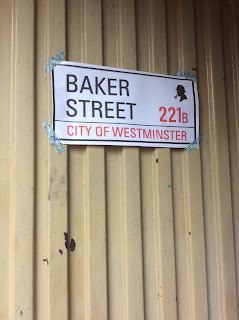 BAKER
STREET 221B
CITY OF WESTMINSTER